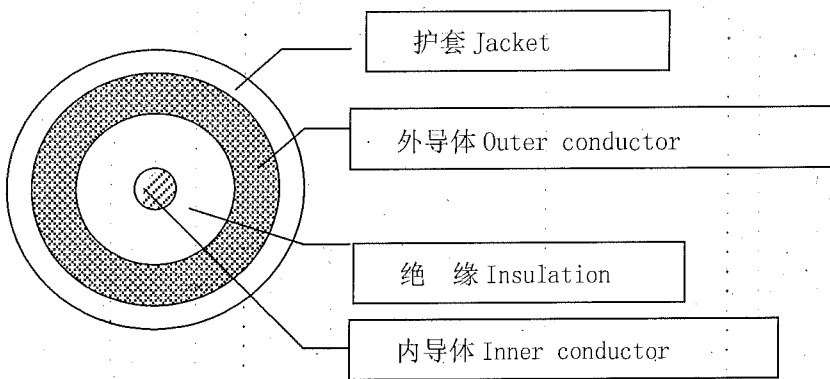 护套 Jacket
外导体 Outer conductor
绝 缘 Insulation
内导体 Inner conductor